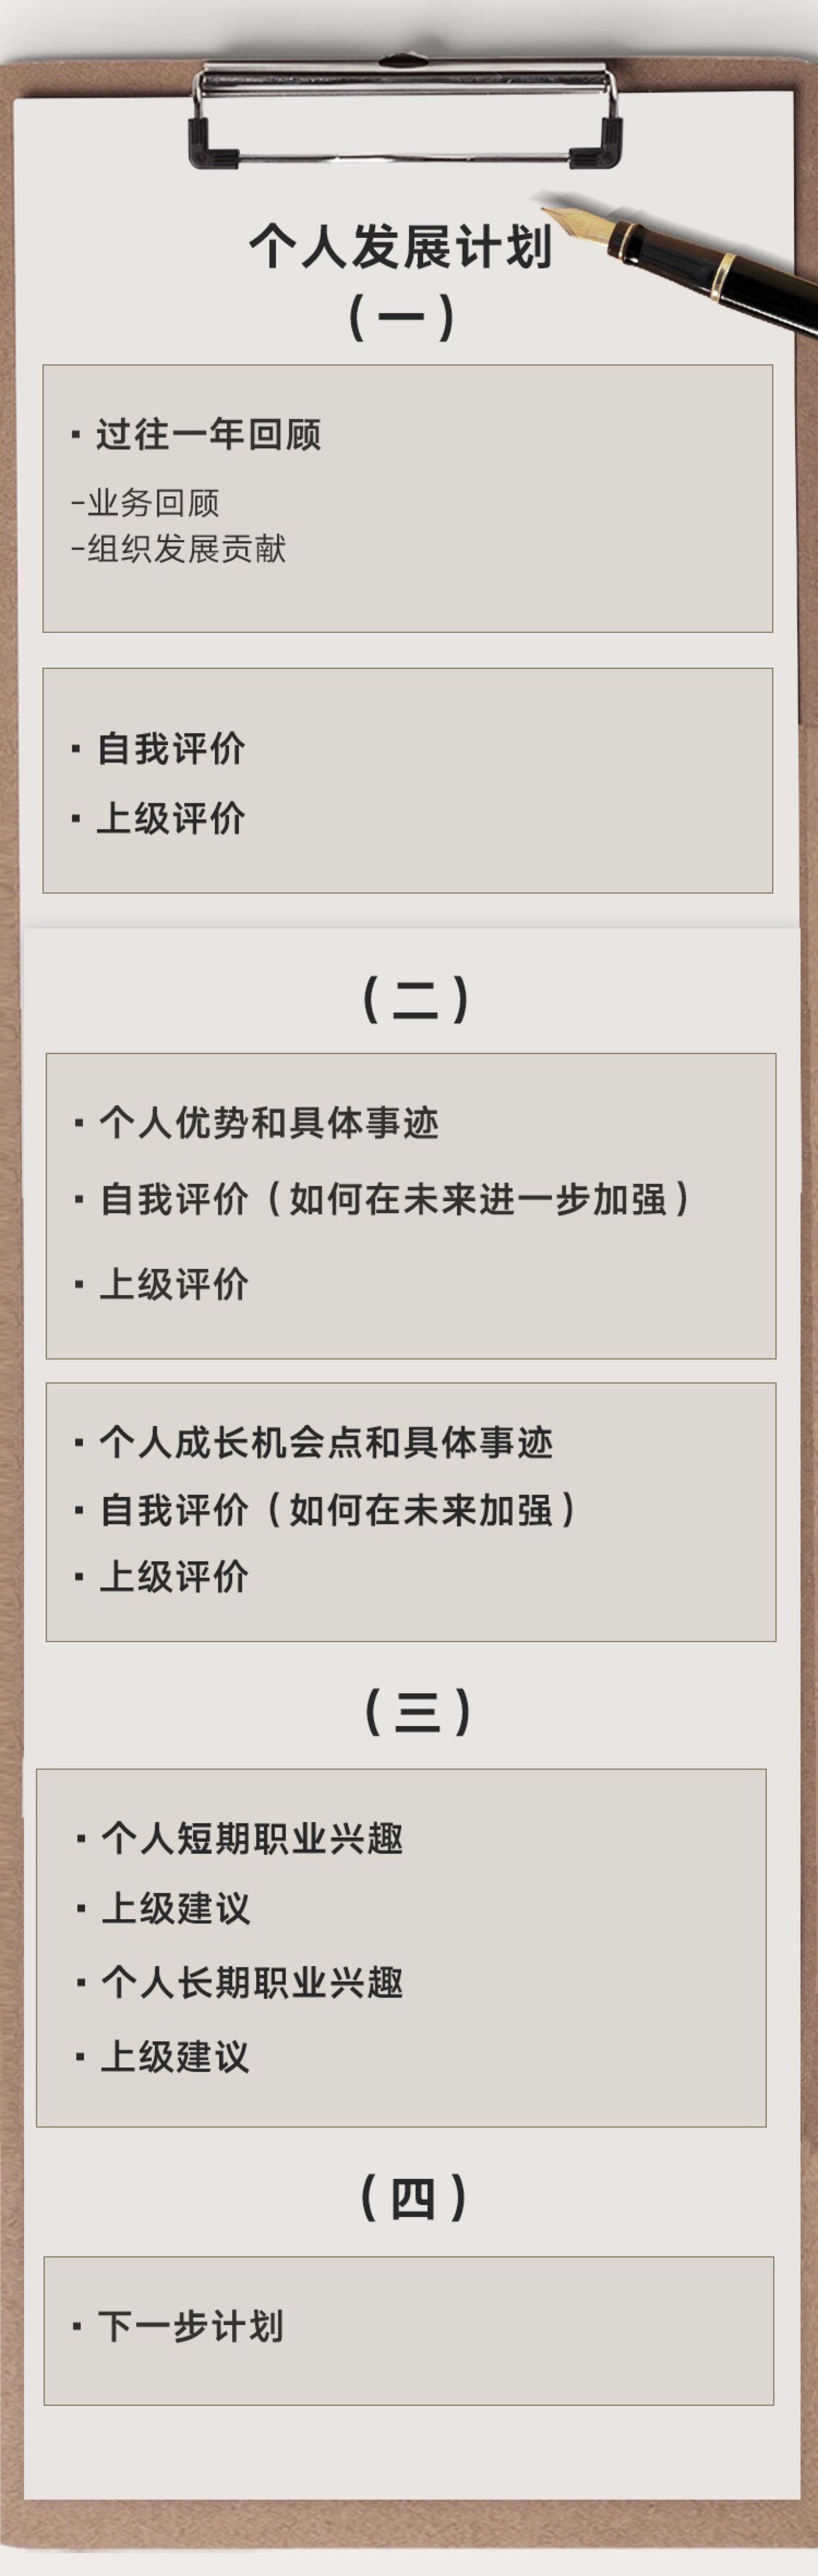 个人发展计划
(一)
▪ 过往一年回顾
-业务回顾
-组织发展贡献
▪ 自我评价
▪ 上级评价
(二)
▪ 个人优势和具体事迹
▪ 自我评价（如何在未来进一步加强）
▪ 上级评价
▪ 个人成长机会点和具体事迹
▪ 自我评价（如何在未来加强）
▪ 上级评价
(三)
▪ 个人短期职业兴趣
▪ 上级建议
▪ 个人长期职业兴趣
▪ 上级建议
(四)
▪ 下一步计划